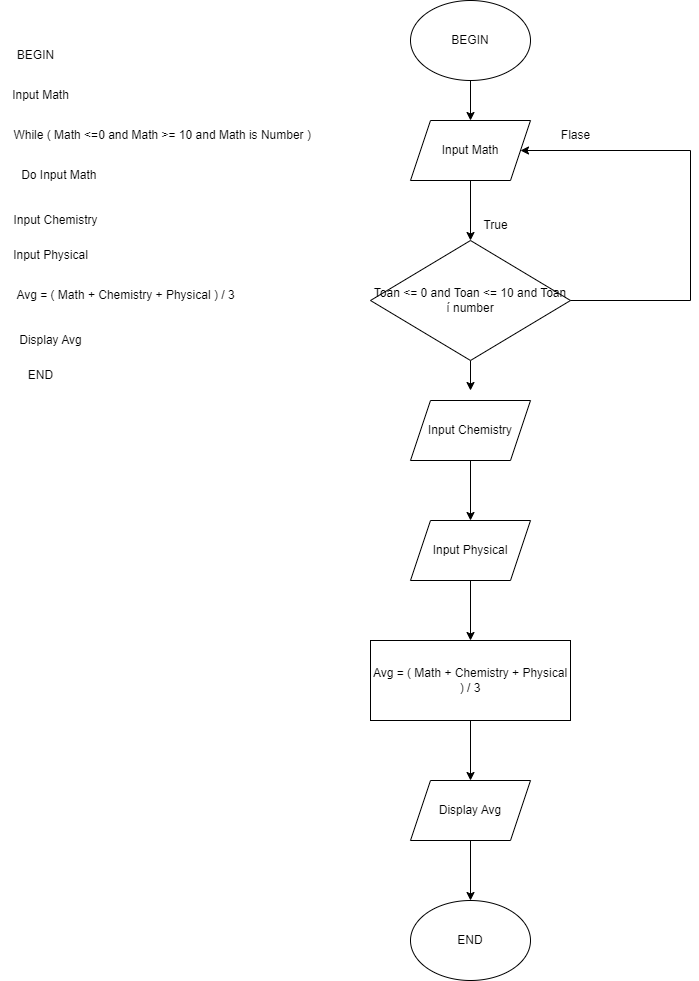 BEGIN
Input Math
While ( Math <=0 and Math >= 10 and Math is Number )
Do Input Math
Input Chemistry
Input Physical
Avg = ( Math + Chemistry + Physical ) / 3
Display Avg
END
BEGIN
Input Math
Flase
True
Toan <= 0 and Toan <= 10 and Toan
í number
Input Chemistry
Input Physical
Avg = ( Math + Chemistry + Physical
) / 3
Display Avg
END